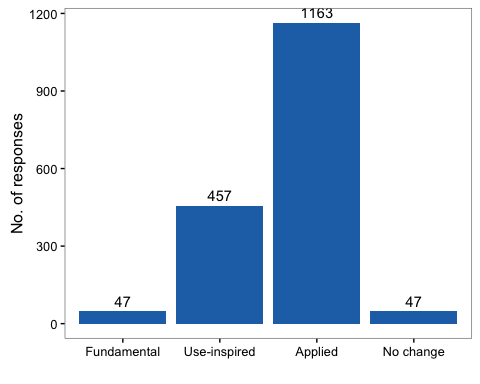 No. of responses
1200
900
600
300
0
47
457
1163
47
Fundamental
Use-inspired
Applied
No change